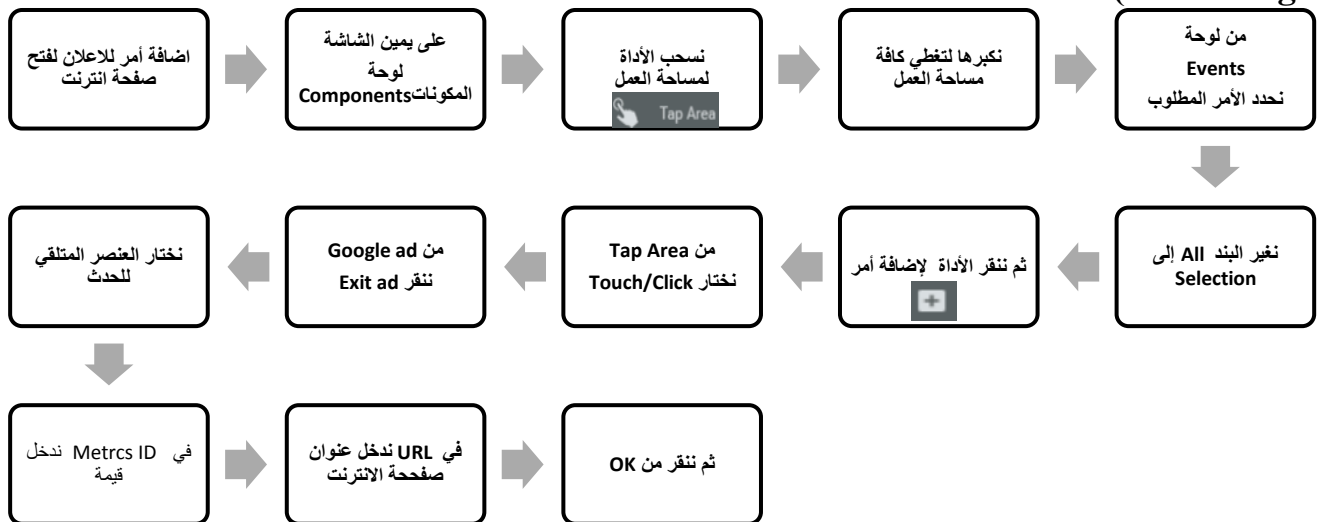 اضافة أمر للاعلان لفتح
صفحة انترنت
على يمين الشاشة
لوحة
المكوناتComponents
نسحب الأداة
لمساحة العمل
Tap Area
نكبرها لتغطي كافة
مساحة العمل
من لوحة
Events
نحدد الأمر المطلوب
نغير البند All إلى
Selection
ثم ننقر الأداة لإضافة أمر
من Tap Area
نختار Touch/Click
من Google ad
ننقر Exit ad
نختار العنصر المتلقي
للحدث
في Metrcs ID ندخل
قيمة
في URL ندخل عنوان
صفححة الانترنت
ثم ننقر من OK